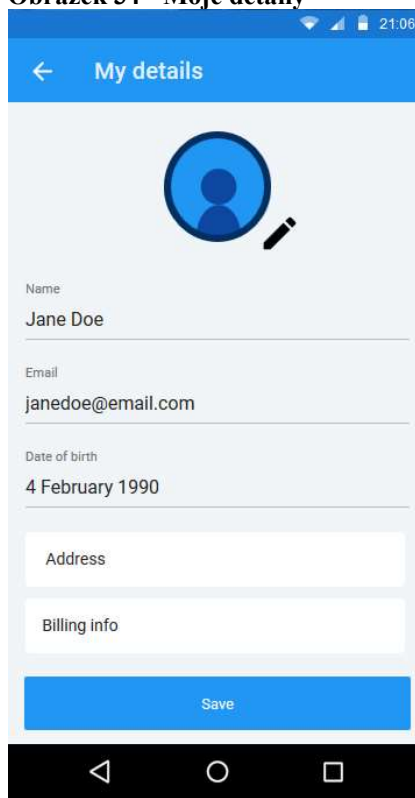 Obrázek 34 - Moje detaily
21:06
My details
Name
Jane Doe
Email
janedoe@email.com
Date of birth
4 February 1990
Address
Billing info
Save